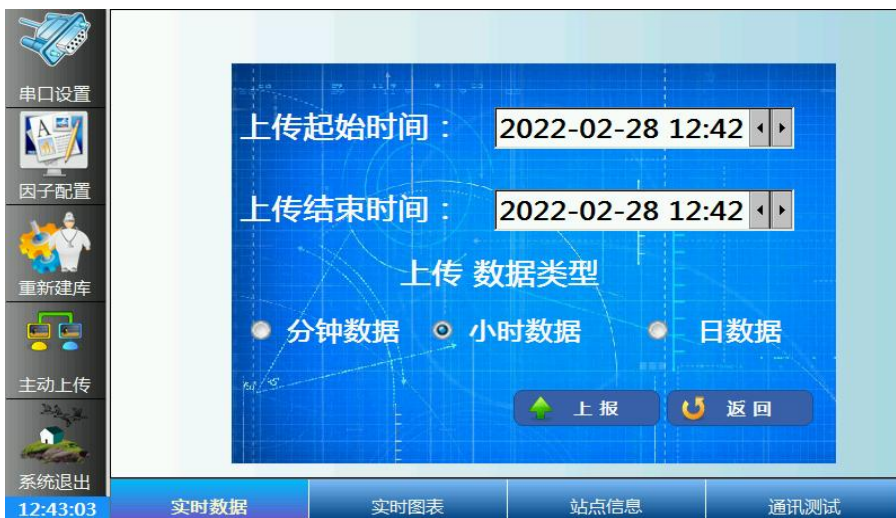 串口设置
因子配置
重新建库
主动上传
系统退出
12:43:03
上传起始时间： 2022-02-28 12:42
上传结束时间： 2022-02-28 12:42
上传 数据类型
分钟数据 小时数据 日数据
上报 返回
实时数据 实时图表 站点信息 通讯测试